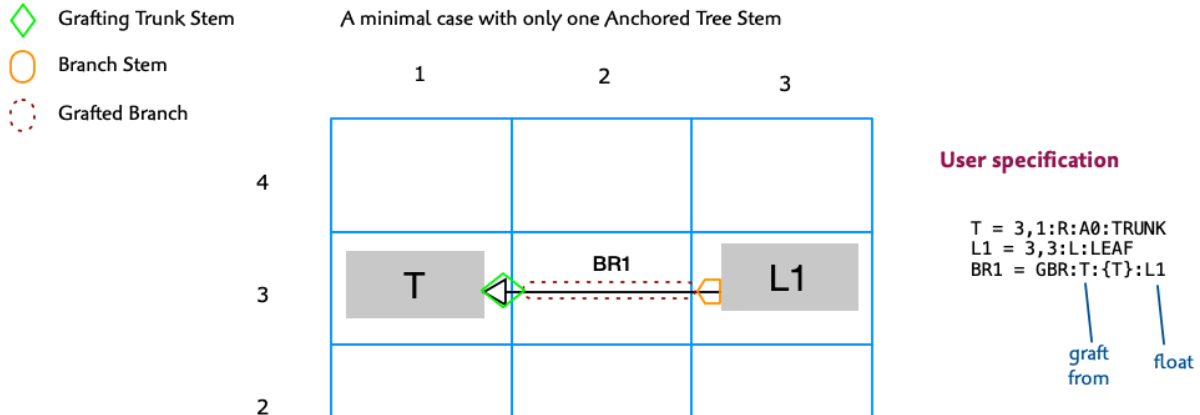 Grafting Trunk Stem
Branch Stem
Grafted Branch
A minimal case with only one Anchored Tree Stem
1
2
3
4
3
2
T
BR1
L1
User specification
T = 3,1:R:A0:TRUNK
L1 = 3,3:L:LEAF
BR1 = GBR:T:{T}:L1
graft
from
float